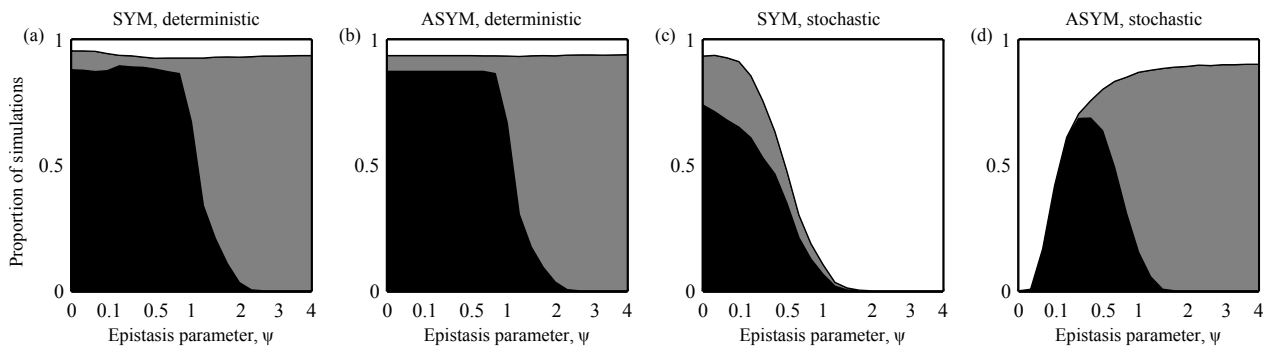 SYM, deterministic
ASYM, deterministic
SYM, stochastic
ASYM, stochastic
(a)
(b)
(c)
(d)
Proportion of simulations
1
0.5
0
0 0.1 0.5 1 2 3 4
Epistasis parameter, ψ
1
0.5
0
0 0.1 0.5 1 2 3 4
Epistasis parameter, ψ
1
0.5
0
0 0.1 0.5 1 2 3 4
Epistasis parameter, ψ
1
0.5
0
0 0.1 0.5 1 2 3 4
Epistasis parameter, ψ